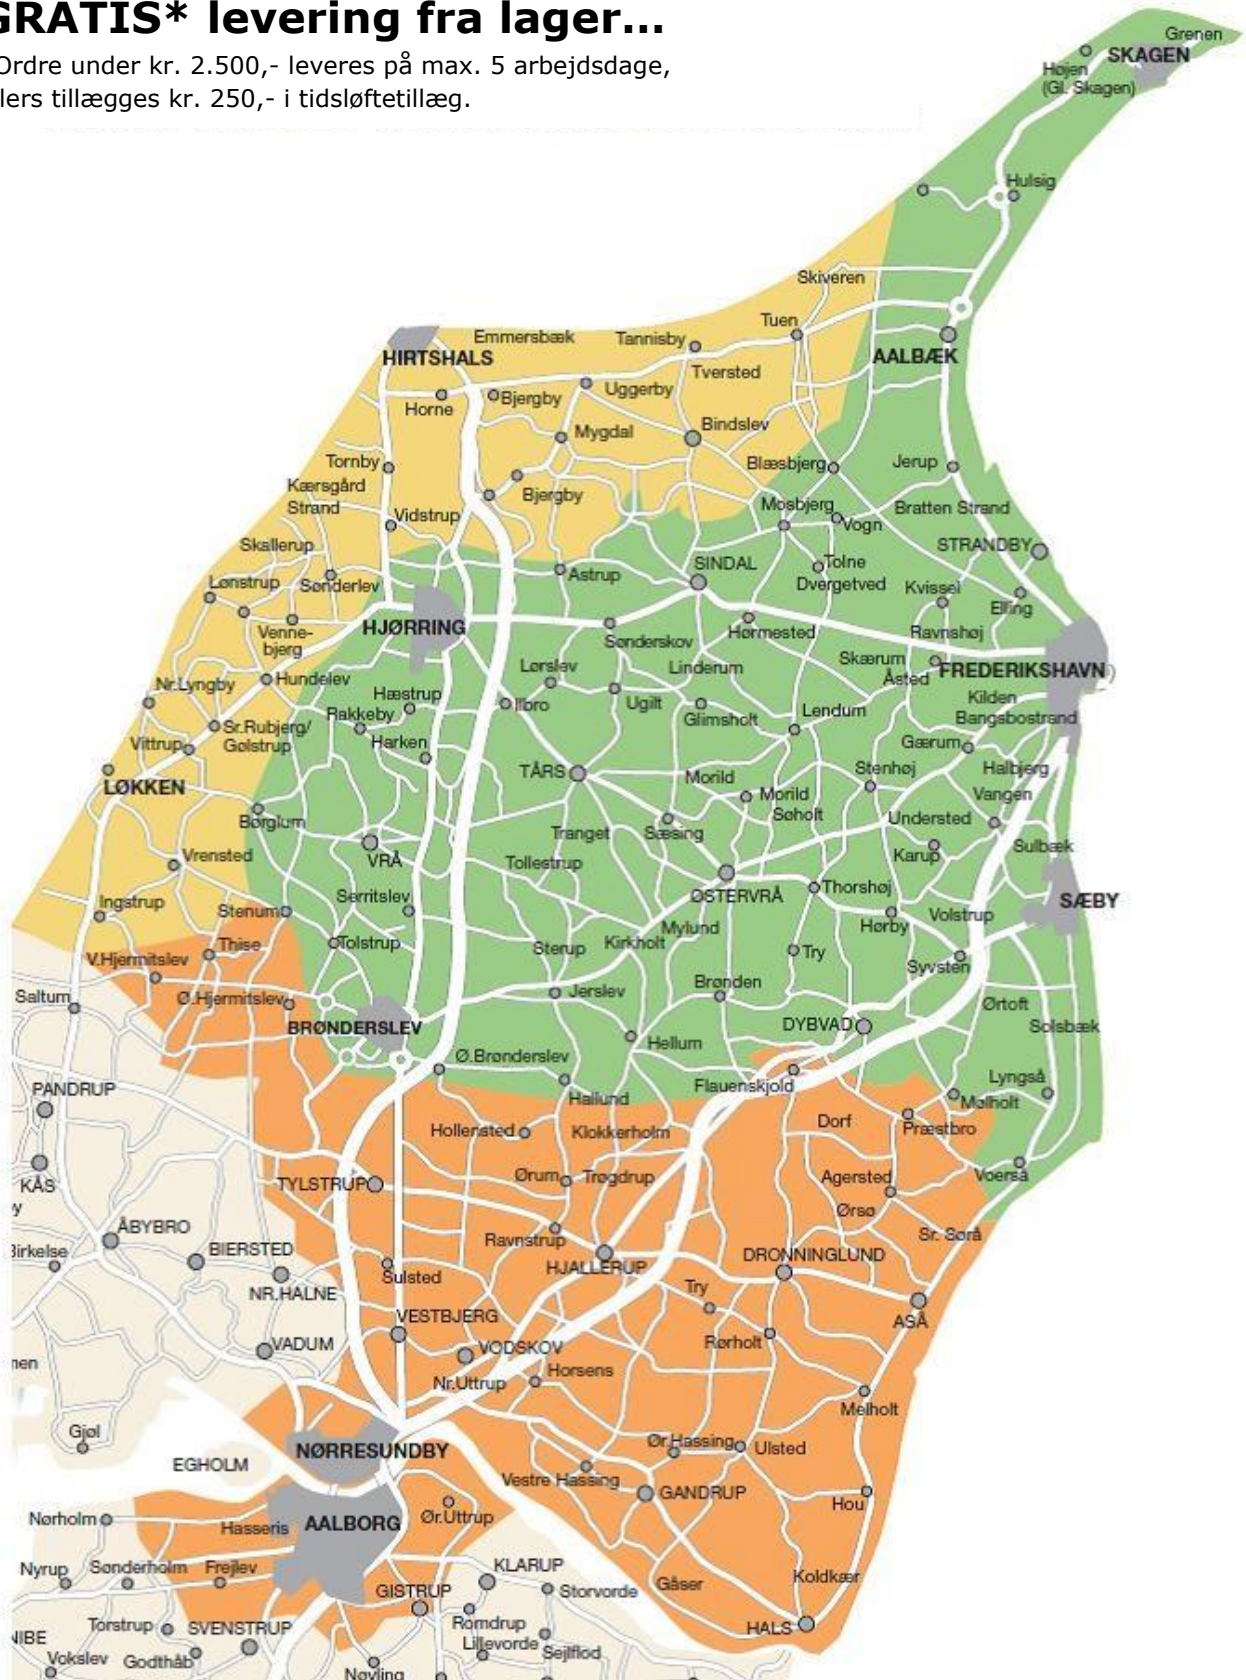 GRATIS* levering fra lager...
Ordre under kr. 2.500,- leveres på max. 5 arbejdsdage,
lers tillægges kr. 250,- i tidsløftetillæg.
Grenen
SKAGEN
Højen
(Gl. Skagen)
Hulsig
Skiveren
Tuen
Emmersbæk
Tannisby
AALBÆK
HIRTSHALS
Tversted
Uggerby
Bjergby
Horne
Bindslev
Mygdal
Tornby
Blæsbjerg
Jerup
Kærsgård
Strand
Bjergby
Mosbjerg
Bratten Strand
Vidstrup
Vogn
Skallerup
STRANDBY
SINDAL
Tolne
Astrup
Lønstrup
Sønderlev
Dvergetved
Kvissel
Elling
HJØRRING
Venne-
bjerg
Hørmested
Ravnshøj
Sønderskov
Skærum
Lørslev
Linderum
FREDERIKSHAVN
Åsted
Hundelev
Nr.Lyngby
Hæstrup
Kilden
Ilbro
Ugilt
Glimsholt
Lendum
Rakkeby
Bangsbostrand
Sr.Rubjerg/
Gølstrup
Vittrup
Harken
Gærum
TÅRS
Stenhøj
Halbjerg
Morild
LØKKEN
Morild
Søholt
Vangen
Børglum
Understed
Tranget
Sæsing
Sulbæk
VRÅ
Vrensted
Tollestrup
Karup
Thorshøj
Serritslev
ØSTERVRÅ
SÆBY
Ingstrup
Stenum
Volstrup
Hørby
Mylund
Thise
Tolstrup
Sterup
Kirkholt
Try
V.Hjermitslev
Syvsten
Brønden
Jerslev
Saltum
Ø.Hjermitslev
Ørtoft
DYBVAD
Solsbæk
BRØNDERSLEV
Hellum
Ø.Brønderslev
Lyngså
PANDRUP
Flauenskjold
Hallund
Mølholt
Dorf
Præstbro
Hollensted
Klokkerholm
Voerså
Ørum
Trøgdrup
Agersted
TYLSTRUP
KÅS
y
Ørsø
ÅBYBRO
Sr. Sørå
Ravnstrup
Birkelse
BIERSTED
DRONNINGLUND
HJALLERUP
Sulsted
Try
NR.HALNE
VESTBJERG
ASÅ
VADUM
Rørholt
VODSKOV
nen
Horsens
Nr.Uttrup
Melholt
Gjøl
Ør.Hassing
Ulsted
NØRRESUNDBY
EGHOLM
Vestre Hassing
GANDRUP
Hou
Nørholm
Ør.Uttrup
Hasseris
AALBORG
Nyrup
Sønderholm
Frejlev
KLARUP
Koldkær
Gåser
GISTRUP
Storvorde
Torstrup
SVENSTRUP
Romdrup
HALS
NIBE
Lillevorde
Sejlflod
Vokslev
Godthåb
Nøvling